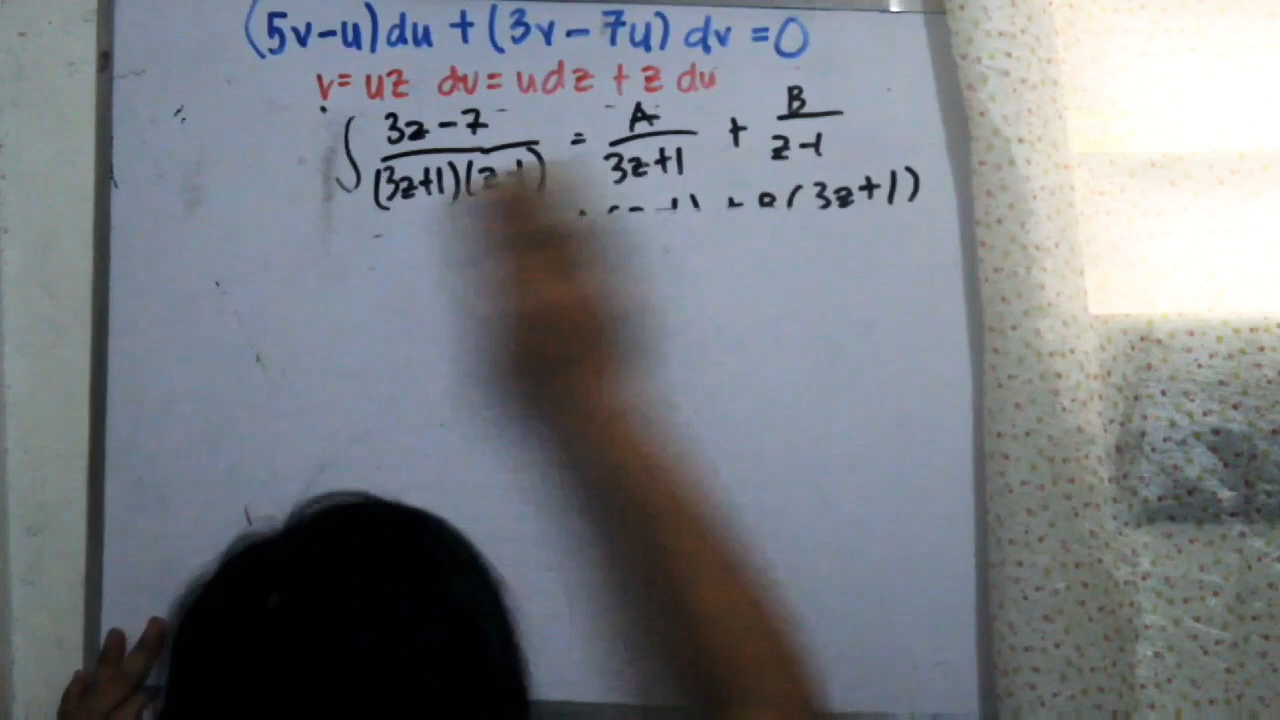 (5v-u)du + (3v-7u) dv = 0
v = uz dv = udz + z du
∫ 3z-7 / (3z+1)(z-1) = A / 3z+1 + B / z-1
(3z+1)